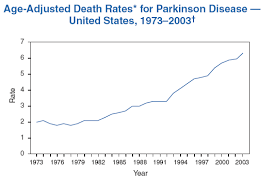 Age-Adjusted Death Rates* for Parkinson Disease —
United States, 1973–2003†
7
6
5
4
3
2
1
0
Rate
1973 1976 1979 1982 1985 1988 1991 1994 1997 2000 2003
Year